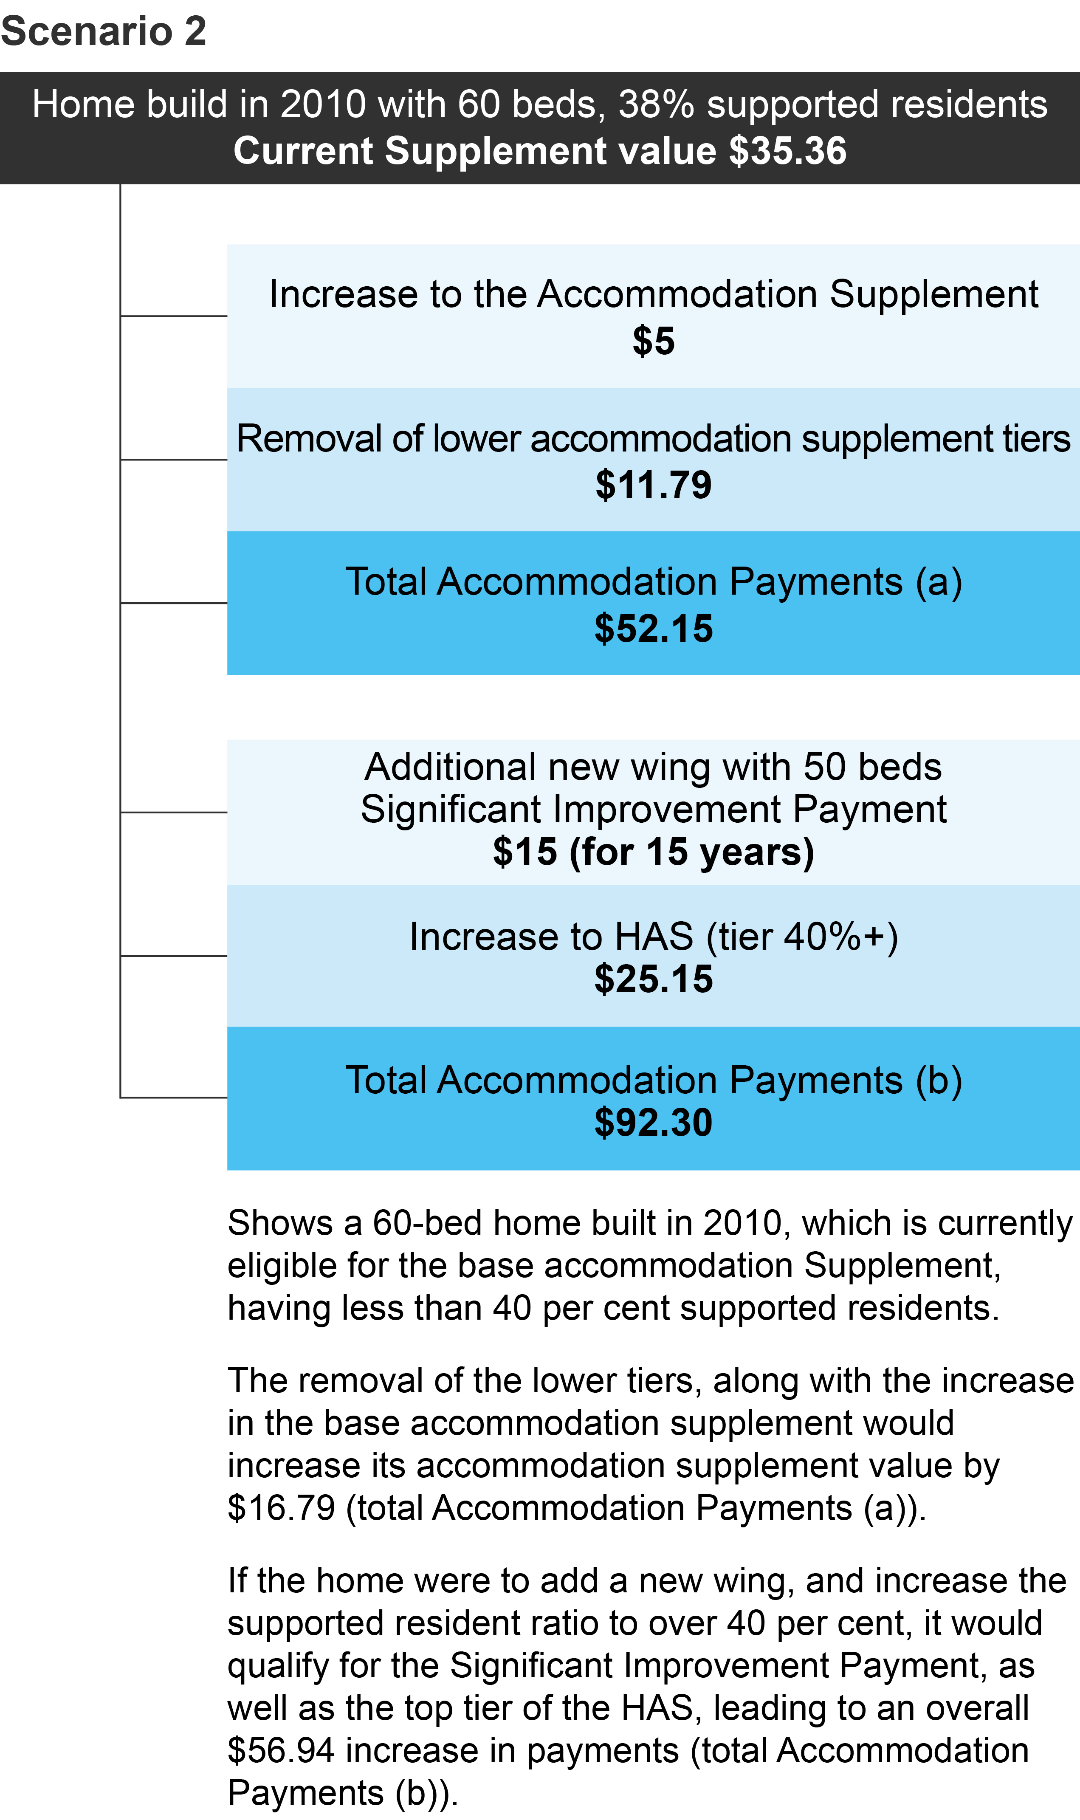 Scenario 2
Home build in 2010 with 60 beds, 38% supported residents
Current Supplement value $35.36
Increase to the Accommodation Supplement
$5
Removal of lower accommodation supplement tiers
$11.79
Total Accommodation Payments (a)
$52.15
Additional new wing with 50 beds
Significant Improvement Payment
$15 (for 15 years)
Increase to HAS (tier 40%+)
$25.15
Total Accommodation Payments (b)
$92.30
Shows a 60-bed home built in 2010, which is currently
eligible for the base accommodation Supplement,
having less than 40 per cent supported residents.
The removal of the lower tiers, along with the increase
in the base accommodation supplement would
increase its accommodation supplement value by
$16.79 (total Accommodation Payments (a)).
If the home were to add a new wing, and increase the
supported resident ratio to over 40 per cent, it would
qualify for the Significant Improvement Payment, as
well as the top tier of the HAS, leading to an overall
$56.94 increase in payments (total Accommodation
Payments (b)).